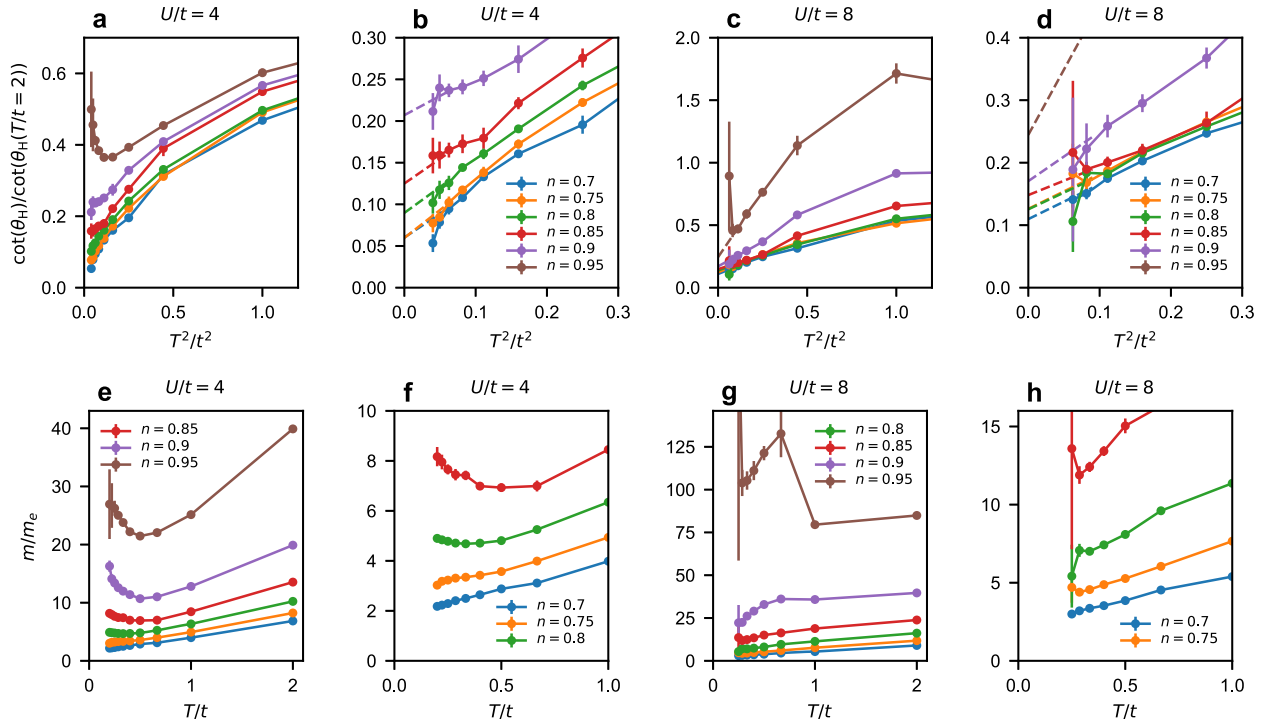 a
U/t = 4
b
U/t = 4
c
U/t = 8
d
U/t = 8
cot(θ_H)/cot(θ_H(T/t = 2))
0.6
0.4
0.2
0.0
0.0
0.5
1.0
T²/t²
0.30
0.25
0.20
0.15
0.10
0.05
0.00
n = 0.7
n = 0.75
n = 0.8
n = 0.85
n = 0.9
0.0
0.1
0.2
0.3
T²/t²
2.0
1.5
1.0
0.5
0.0
0.0
0.5
1.0
T²/t²
0.4
0.3
0.2
0.1
0.0
n = 0.7
n = 0.75
n = 0.8
n = 0.85
n = 0.9
n = 0.95
0.0
0.1
0.2
0.3
T²/t²
e
U/t = 4
f
U/t = 4
g
U/t = 8
h
U/t = 8
m/m_e
40
30
20
10
0
n = 0.85
n = 0.9
n = 0.95
0
1
2
T/t
10
8
6
4
2
0
n = 0.7
n = 0.75
n = 0.8
0.0
0.5
1.0
T/t
125
100
75
50
25
0
n = 0.8
n = 0.85
n = 0.9
n = 0.95
0
1
2
T/t
15
10
5
0
n = 0.7
n = 0.75
0.0
0.5
1.0
T/t